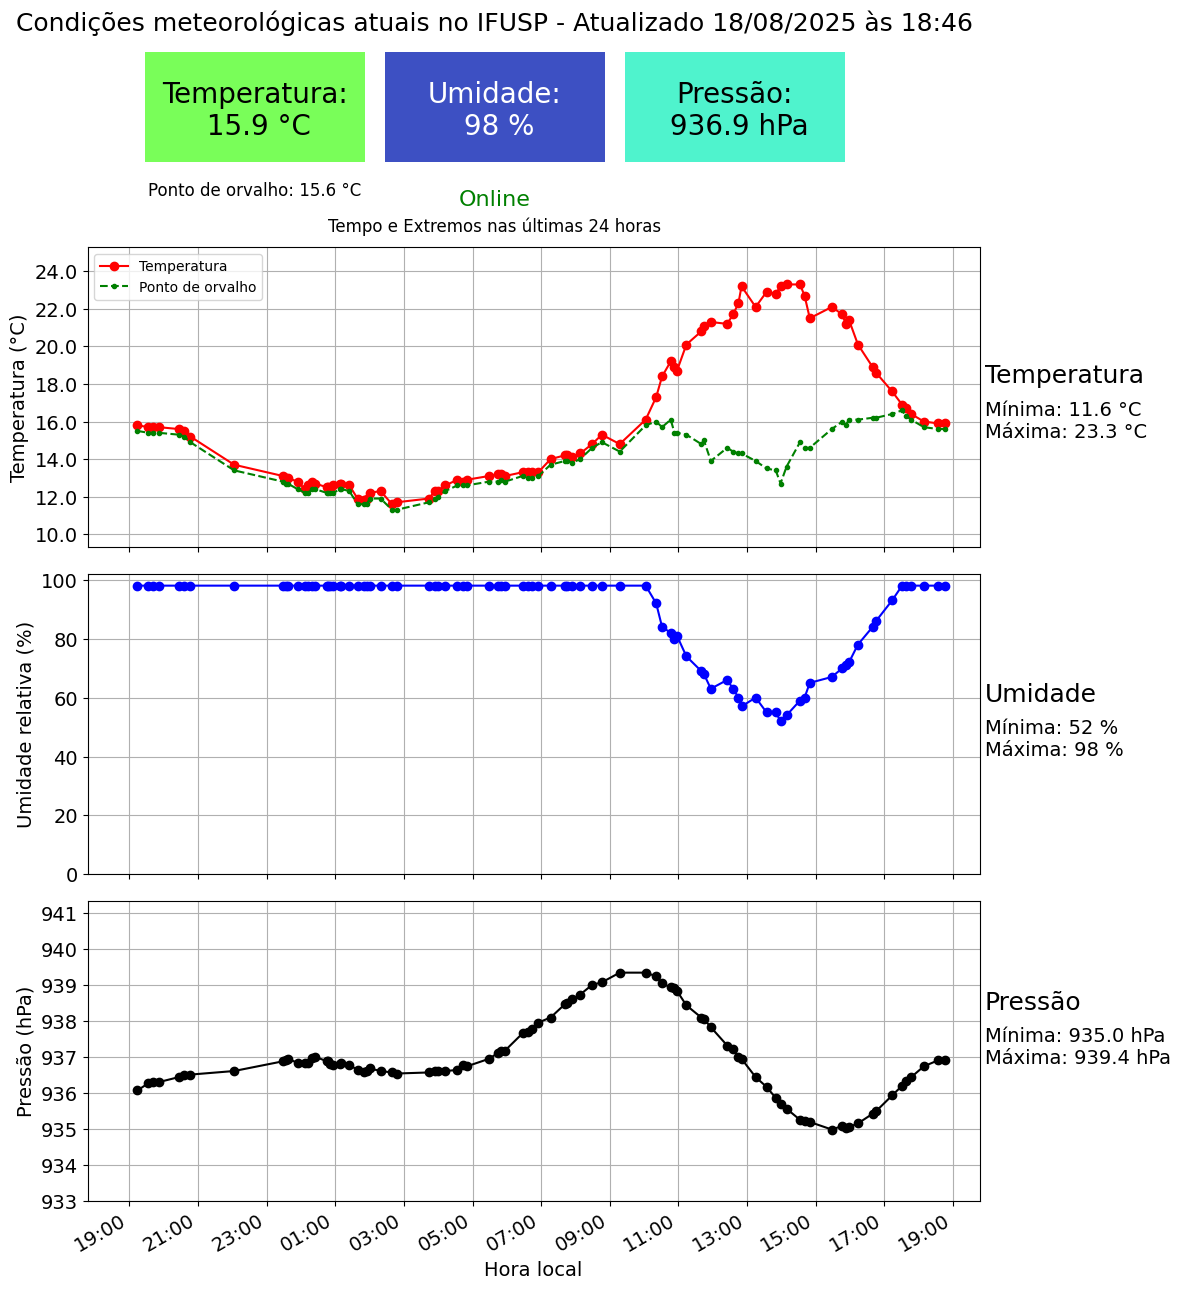 Condições meteorológicas atuais no IFUSP - Atualizado 18/08/2025 às 18:46
Temperatura:
15.9 °C
Umidade:
98 %
Pressão:
936.9 hPa
Ponto de orvalho: 15.6 °C
Online
Tempo e Extremos nas últimas 24 horas
Temperatura (°C)
24.0
22.0
20.0
18.0
16.0
14.0
12.0
10.0
Temperatura
Ponto de orvalho
Temperatura
Mínima: 11.6 °C
Máxima: 23.3 °C
Umidade relativa (%)
100
80
60
40
20
0
Umidade
Mínima: 52 %
Máxima: 98 %
Pressão (hPa)
941
940
939
938
937
936
935
934
933
Pressão
Mínima: 935.0 hPa
Máxima: 939.4 hPa
19:00 21:00 23:00 01:00 03:00 05:00 07:00 09:00 11:00 13:00 15:00 17:00 19:00
Hora local